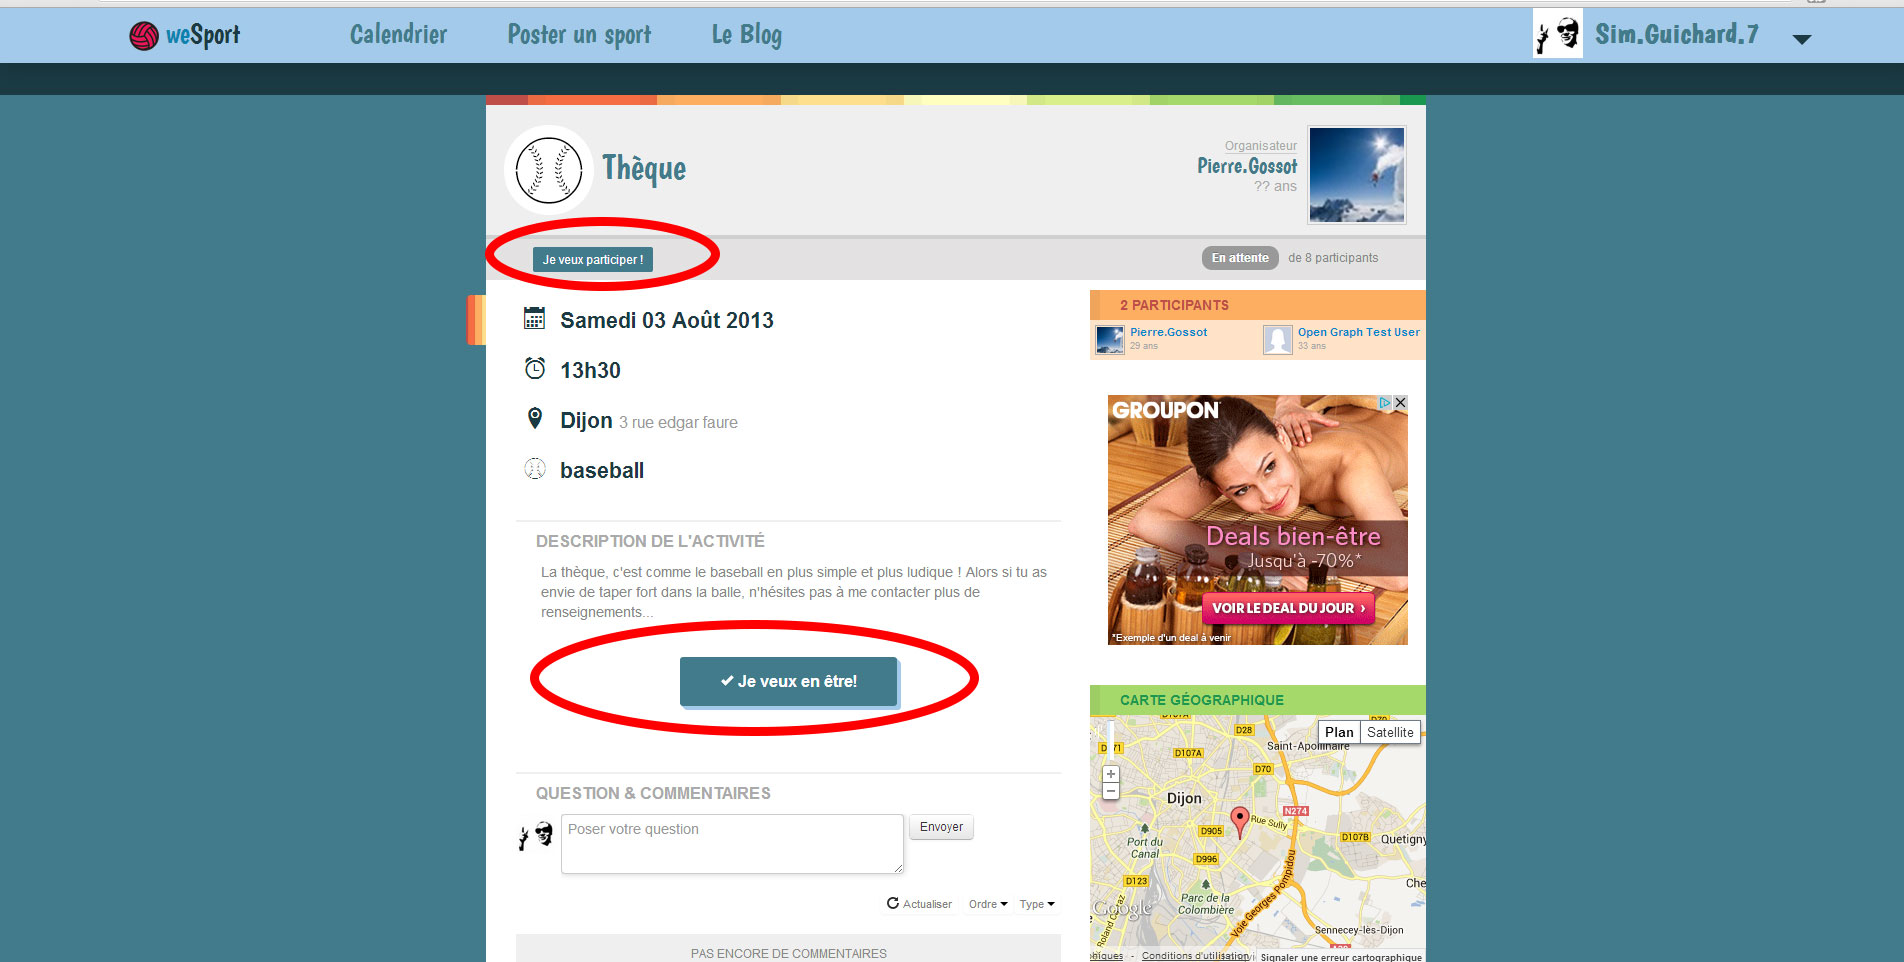 weSport
Calendrier
Poster un sport
Le Blog
Sim.Guichard.7
Thèque
Organisateur
Pierre.Gossot
?? ans
Je veux participer !
En attente
de 8 participants
Samedi 03 Août 2013
13h30
Dijon 3 rue edgar faure
baseball
DESCRIPTION DE L'ACTIVITÉ
La thèque, c'est comme le baseball en plus simple et plus ludique ! Alors si tu as
envie de taper fort dans la balle, n'hésites pas à me contacter plus de
renseignements...
Je veux en être!
QUESTION & COMMENTAIRES
Poser votre question
Envoyer
Actualiser
Ordre
Type
PAS ENCORE DE COMMENTAIRES
2 PARTICIPANTS
Pierre.Gossot
29 ans
Open Graph Test User
33 ans
GROUPON
Deals bien-être
Jusqu'à -70%*
VOIR LE DEAL DU JOUR ›
*Exemple d'un deal à venir
CARTE GÉOGRAPHIQUE
Plan
Satellite
D28
Saint-Apollinaire
D107A
D70
Dijon
N274
Rue Sully
D905
D107B
Quetigny
Port du
Canal
D996
D123
Parc de la
Colombière
Voie Georges Pompidou
Google
Sennecey-lès-Dijon
Conditions d'utilisation
Signaler une erreur cartographique